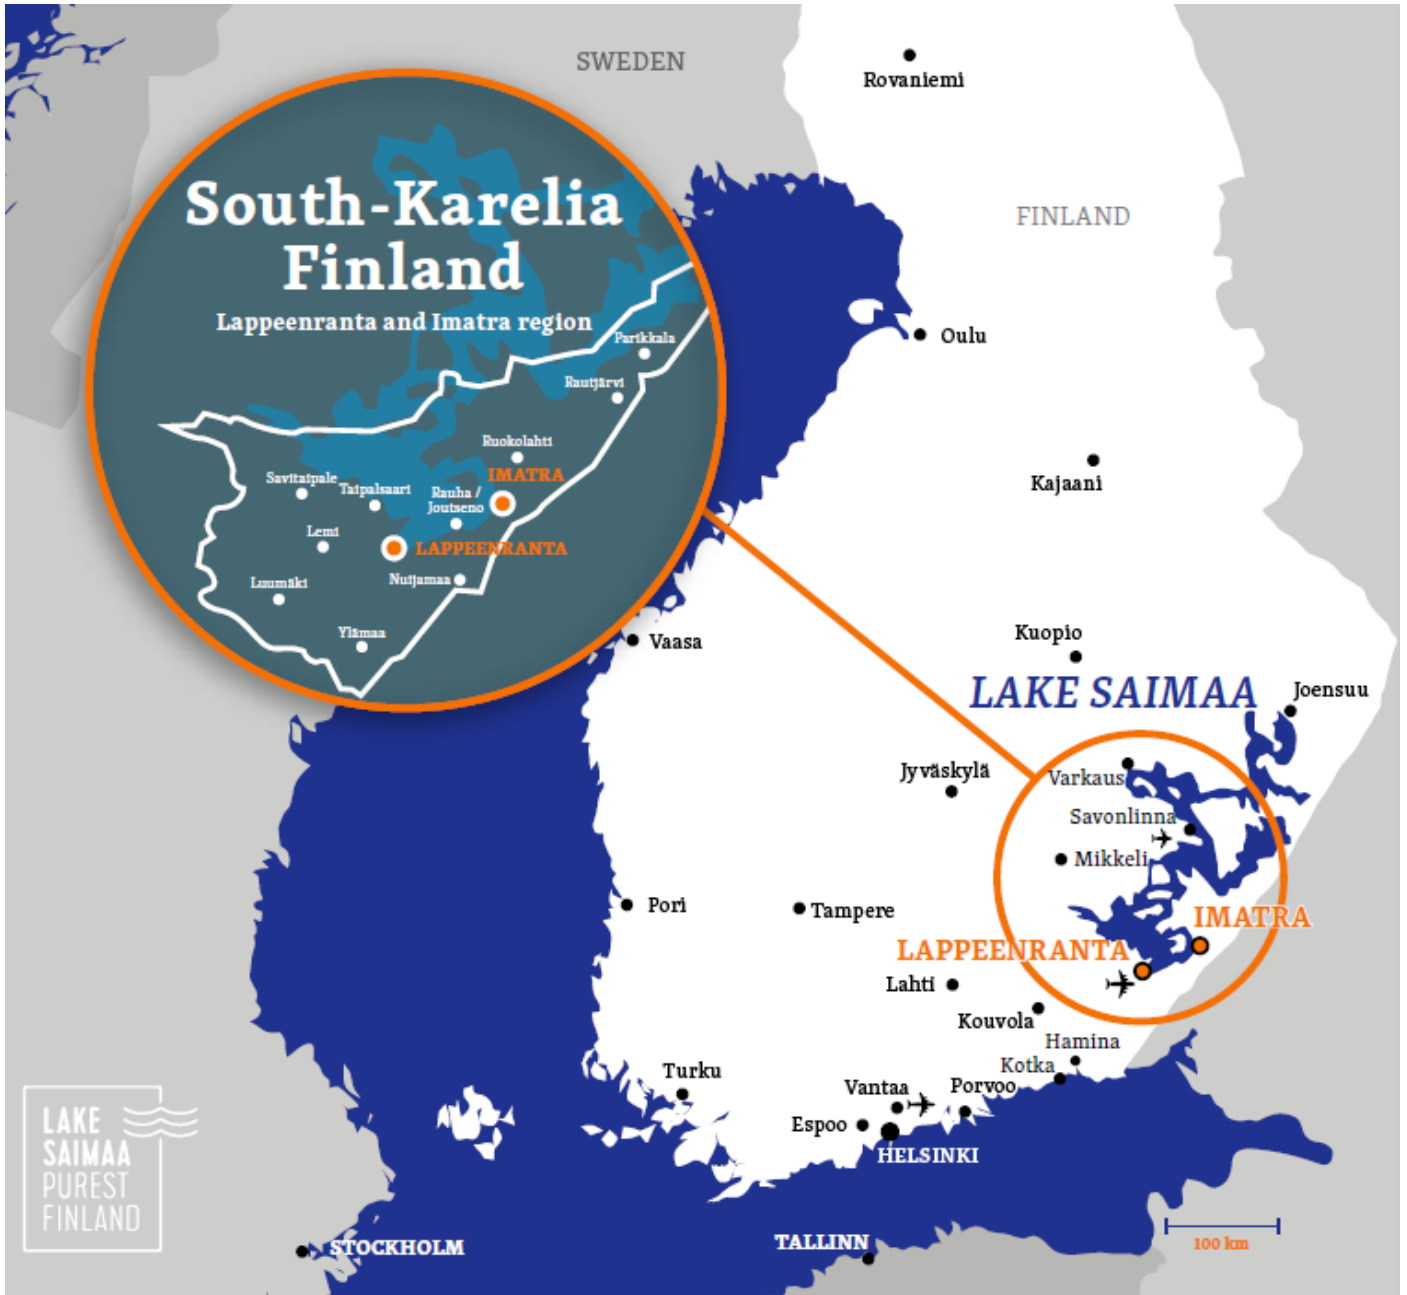 SWEDEN
Rovaniemi
South-Karelia
Finland
Lappeenranta and Imatra region
FINLAND
Parikkala
Oulu
Rautjärvi
Ruokolahti
IMATRA
Savitaipale
Taipalsaari
Rauha /
Joutseno
Kajaani
Lemi
LAPPEENRANTA
Luumäki
Nuijamaa
Ylämaa
Vaasa
Kuopio
LAKE SAIMAA
Joensuu
Jyväskylä
Varkaus
Savonlinna
Mikkeli
Pori
Tampere
IMATRA
LAPPEENRANTA
Lahti
Kouvola
Hamina
Kotka
Turku
Vantaa
Porvoo
Espoo
HELSINKI
LAKE
SAIMAA
PUREST
FINLAND
STOCKHOLM
TALLINN
100 km